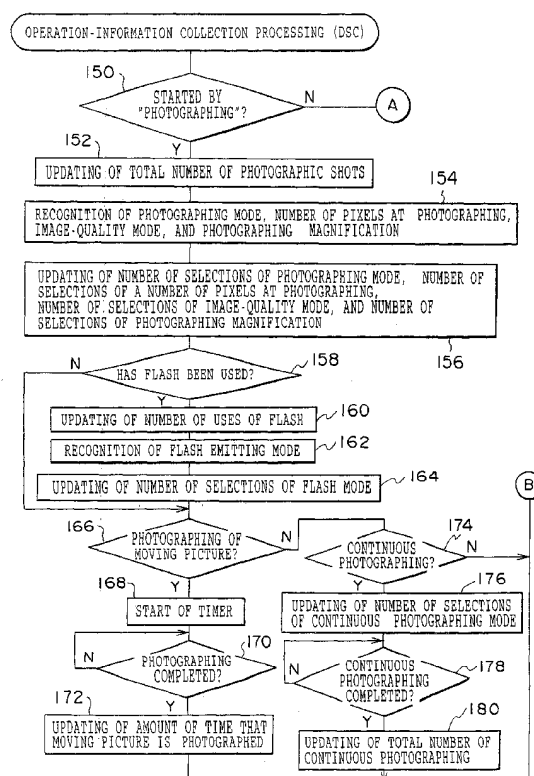 OPERATION-INFORMATION COLLECTION PROCESSING (DSC)
150
STARTED BY
"PHOTOGRAPHING"?
N
A
Y
152
UPDATING OF TOTAL NUMBER OF PHOTOGRAPHIC SHOTS
154
RECOGNITION OF PHOTOGRAPHING MODE, NUMBER OF PIXELS AT PHOTOGRAPHING,
IMAGE-QUALITY MODE, AND PHOTOGRAPHING MAGNIFICATION
UPDATING OF NUMBER OF SELECTIONS OF PHOTOGRAPHING MODE, NUMBER OF
SELECTIONS OF A NUMBER OF PIXELS AT PHOTOGRAPHING,
NUMBER OF SELECTIONS OF IMAGE-QUALITY MODE, AND NUMBER OF
SELECTIONS OF PHOTOGRAPHING MAGNIFICATION
156
N
158
HAS FLASH BEEN USED?
Y
UPDATING OF NUMBER OF USES OF FLASH
160
RECOGNITION OF FLASH EMITTING MODE
162
UPDATING OF NUMBER OF SELECTIONS OF FLASH MODE
164
B
166
PHOTOGRAPHING OF
MOVING PICTURE?
N
Y
174
CONTINUOUS
PHOTOGRAPHING?
N
Y
168
START OF TIMER
176
UPDATING OF NUMBER OF SELECTIONS
OF CONTINUOUS PHOTOGRAPHING MODE
170
PHOTOGRAPHING
COMPLETED?
N
Y
178
CONTINUOUS
PHOTOGRAPHING
COMPLETED?
N
Y
172
UPDATING OF AMOUNT OF TIME THAT
MOVING PICTURE IS PHOTOGRAPHED
180
UPDATING OF TOTAL NUMBER OF
CONTINUOUS PHOTOGRAPHING